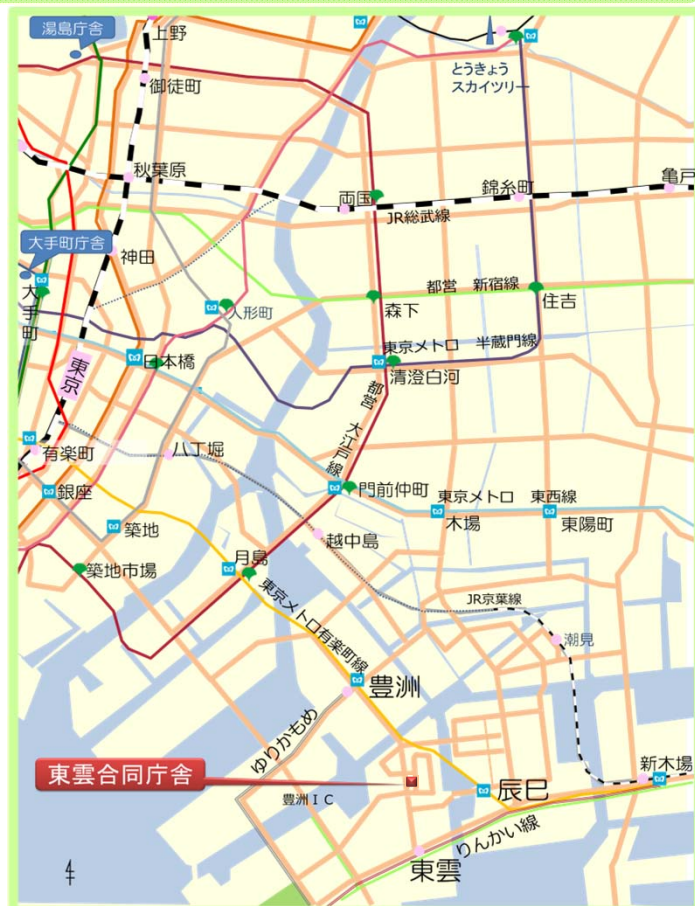 湯島庁舎
上野
とうきょう
スカイツリー
御徒町
秋葉原
両国
錦糸町
亀戸
JR総武線
大手町庁舎
神田
大手町
人形町
都営 新宿線
森下
住吉
東京
日本橋
東京メトロ 半蔵門線
清澄白河
都営 大江戸線
有楽町
八丁堀
銀座
門前仲町
東京メトロ 東西線
木場
東陽町
築地
越中島
築地市場
月島
東京メトロ有楽町線
JR京葉線
潮見
豊洲
ゆりかもめ
東雲合同庁舎
豊洲IC
辰巳
新木場
りんかい線
東雲